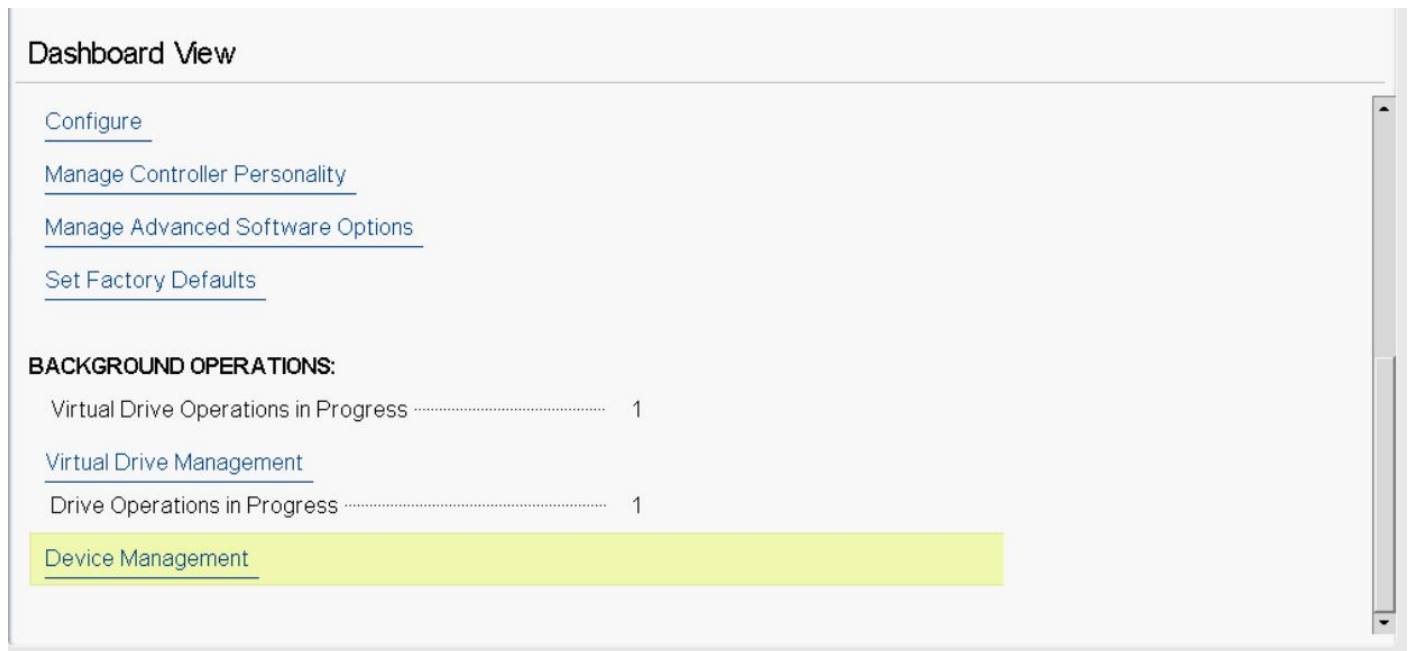 Dashboard View
Configure
Manage Controller Personality
Manage Advanced Software Options
Set Factory Defaults
BACKGROUND OPERATIONS:
Virtual Drive Operations in Progress 1
Virtual Drive Management
Drive Operations in Progress 1
Device Management